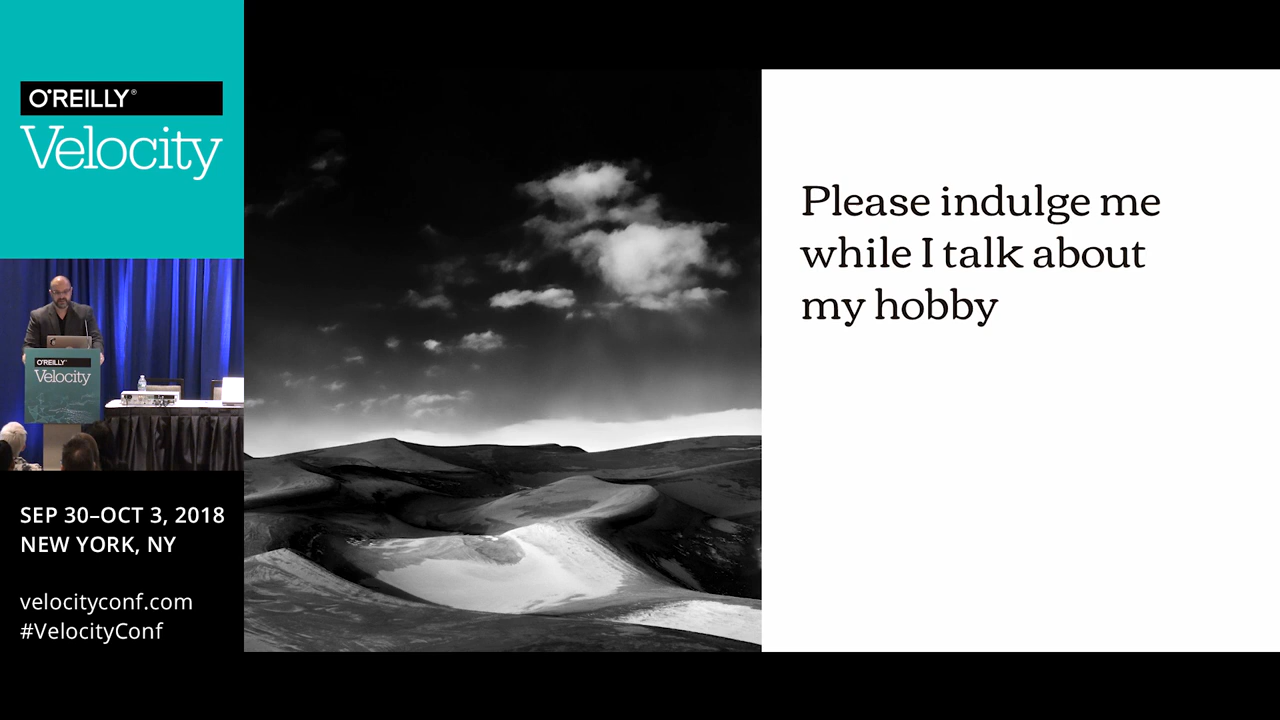 O'REILLY®
Velocity
O'REILLY®
Velocity
SEP 30–OCT 3, 2018
NEW YORK, NY
velocityconf.com
#VelocityConf
Please indulge me
while I talk about
my hobby